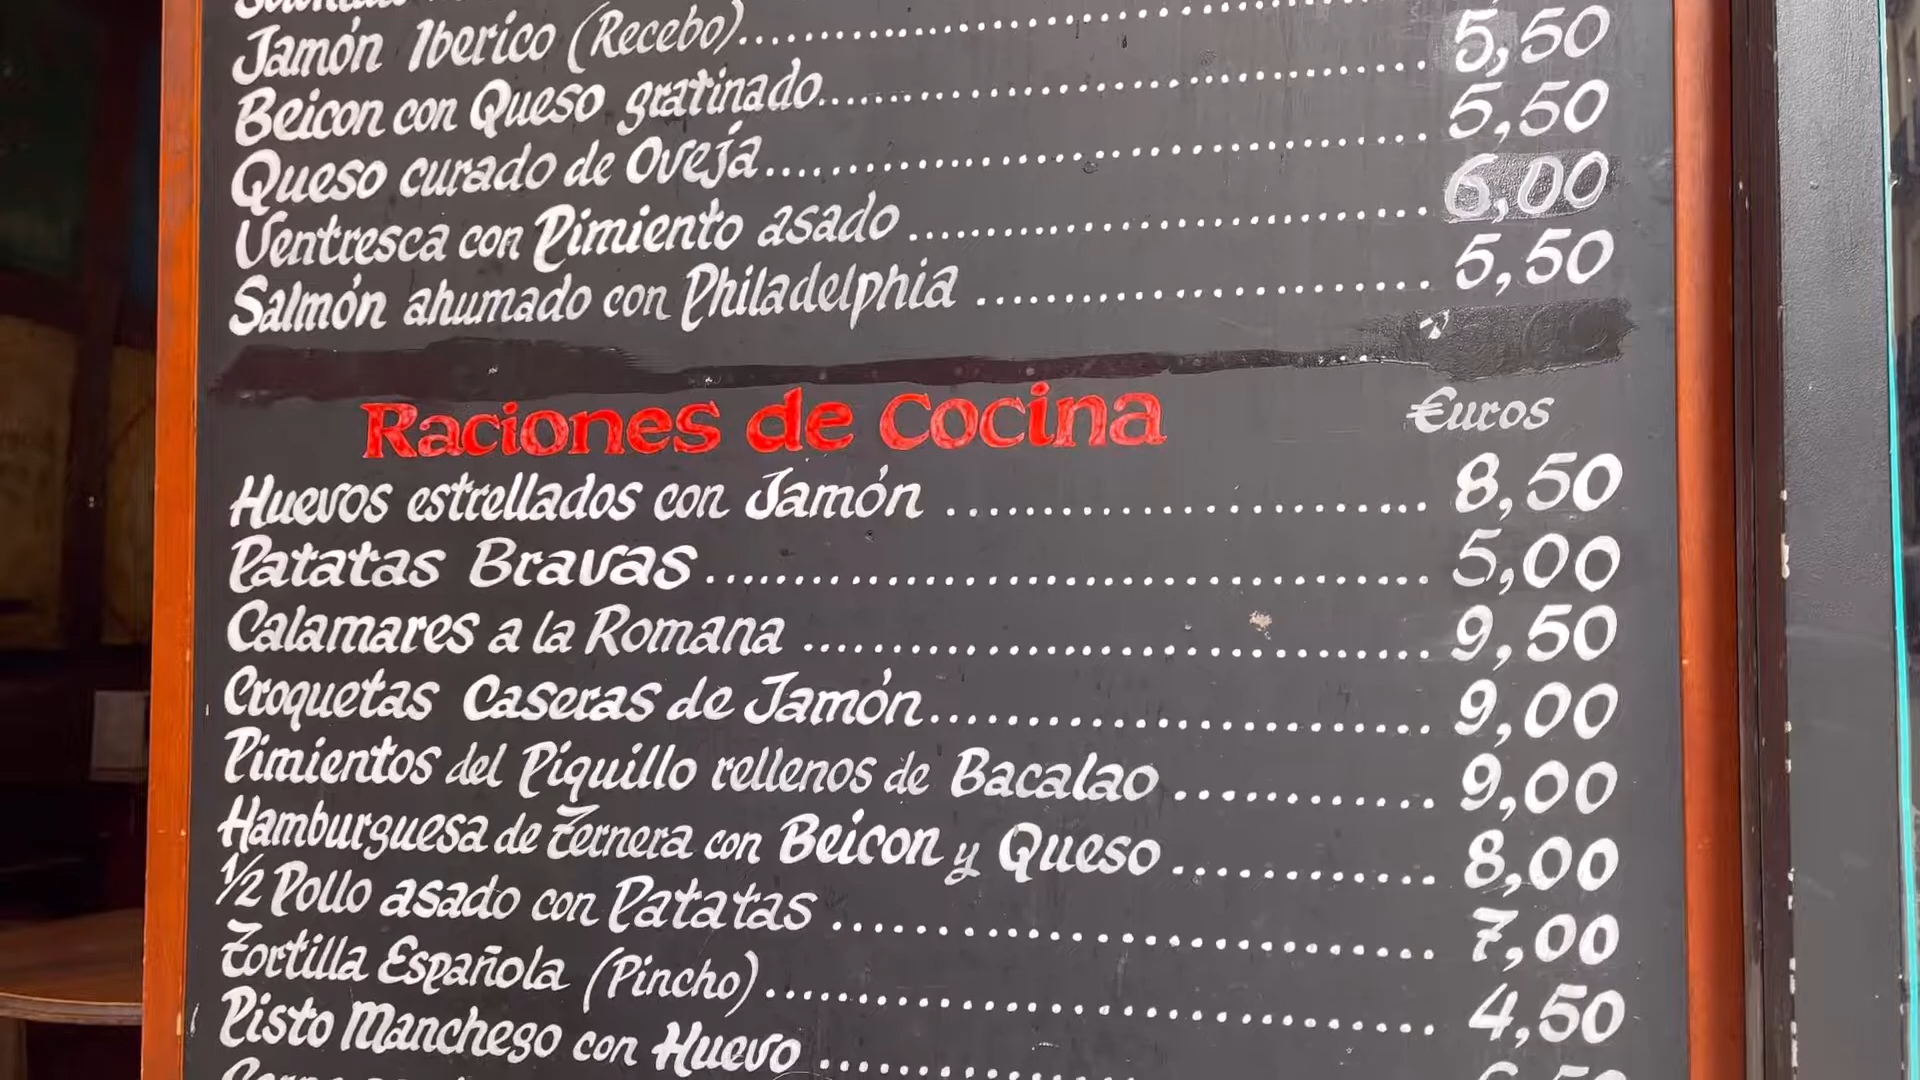 Jamón Iberico (Recebo)..........
Beicon con Queso gratinado.......... 5,50
Queso curado de Oveja.......... 5,50
Ventresca con Pimiento asado .......... 6,00
Salmón ahumado con Philadelphia .......... 5,50
Raciones de Cocina €uros
Huevos estrellados con Jamón .......... 8,50
Patatas Bravas.......... 5,00
Calamares a la Romana .......... 9,50
Croquetas Caseras de Jamón.......... 9,00
Pimientos del Piquillo rellenos de Bacalao .......... 9,00
Hamburguesa de Ternera con Beicon y Queso .......... 8,00
1/2 Pollo asado con Patatas .......... 7,00
Tortilla Española (Pincho).......... 4,50
Pisto Manchego con Huevo ..........